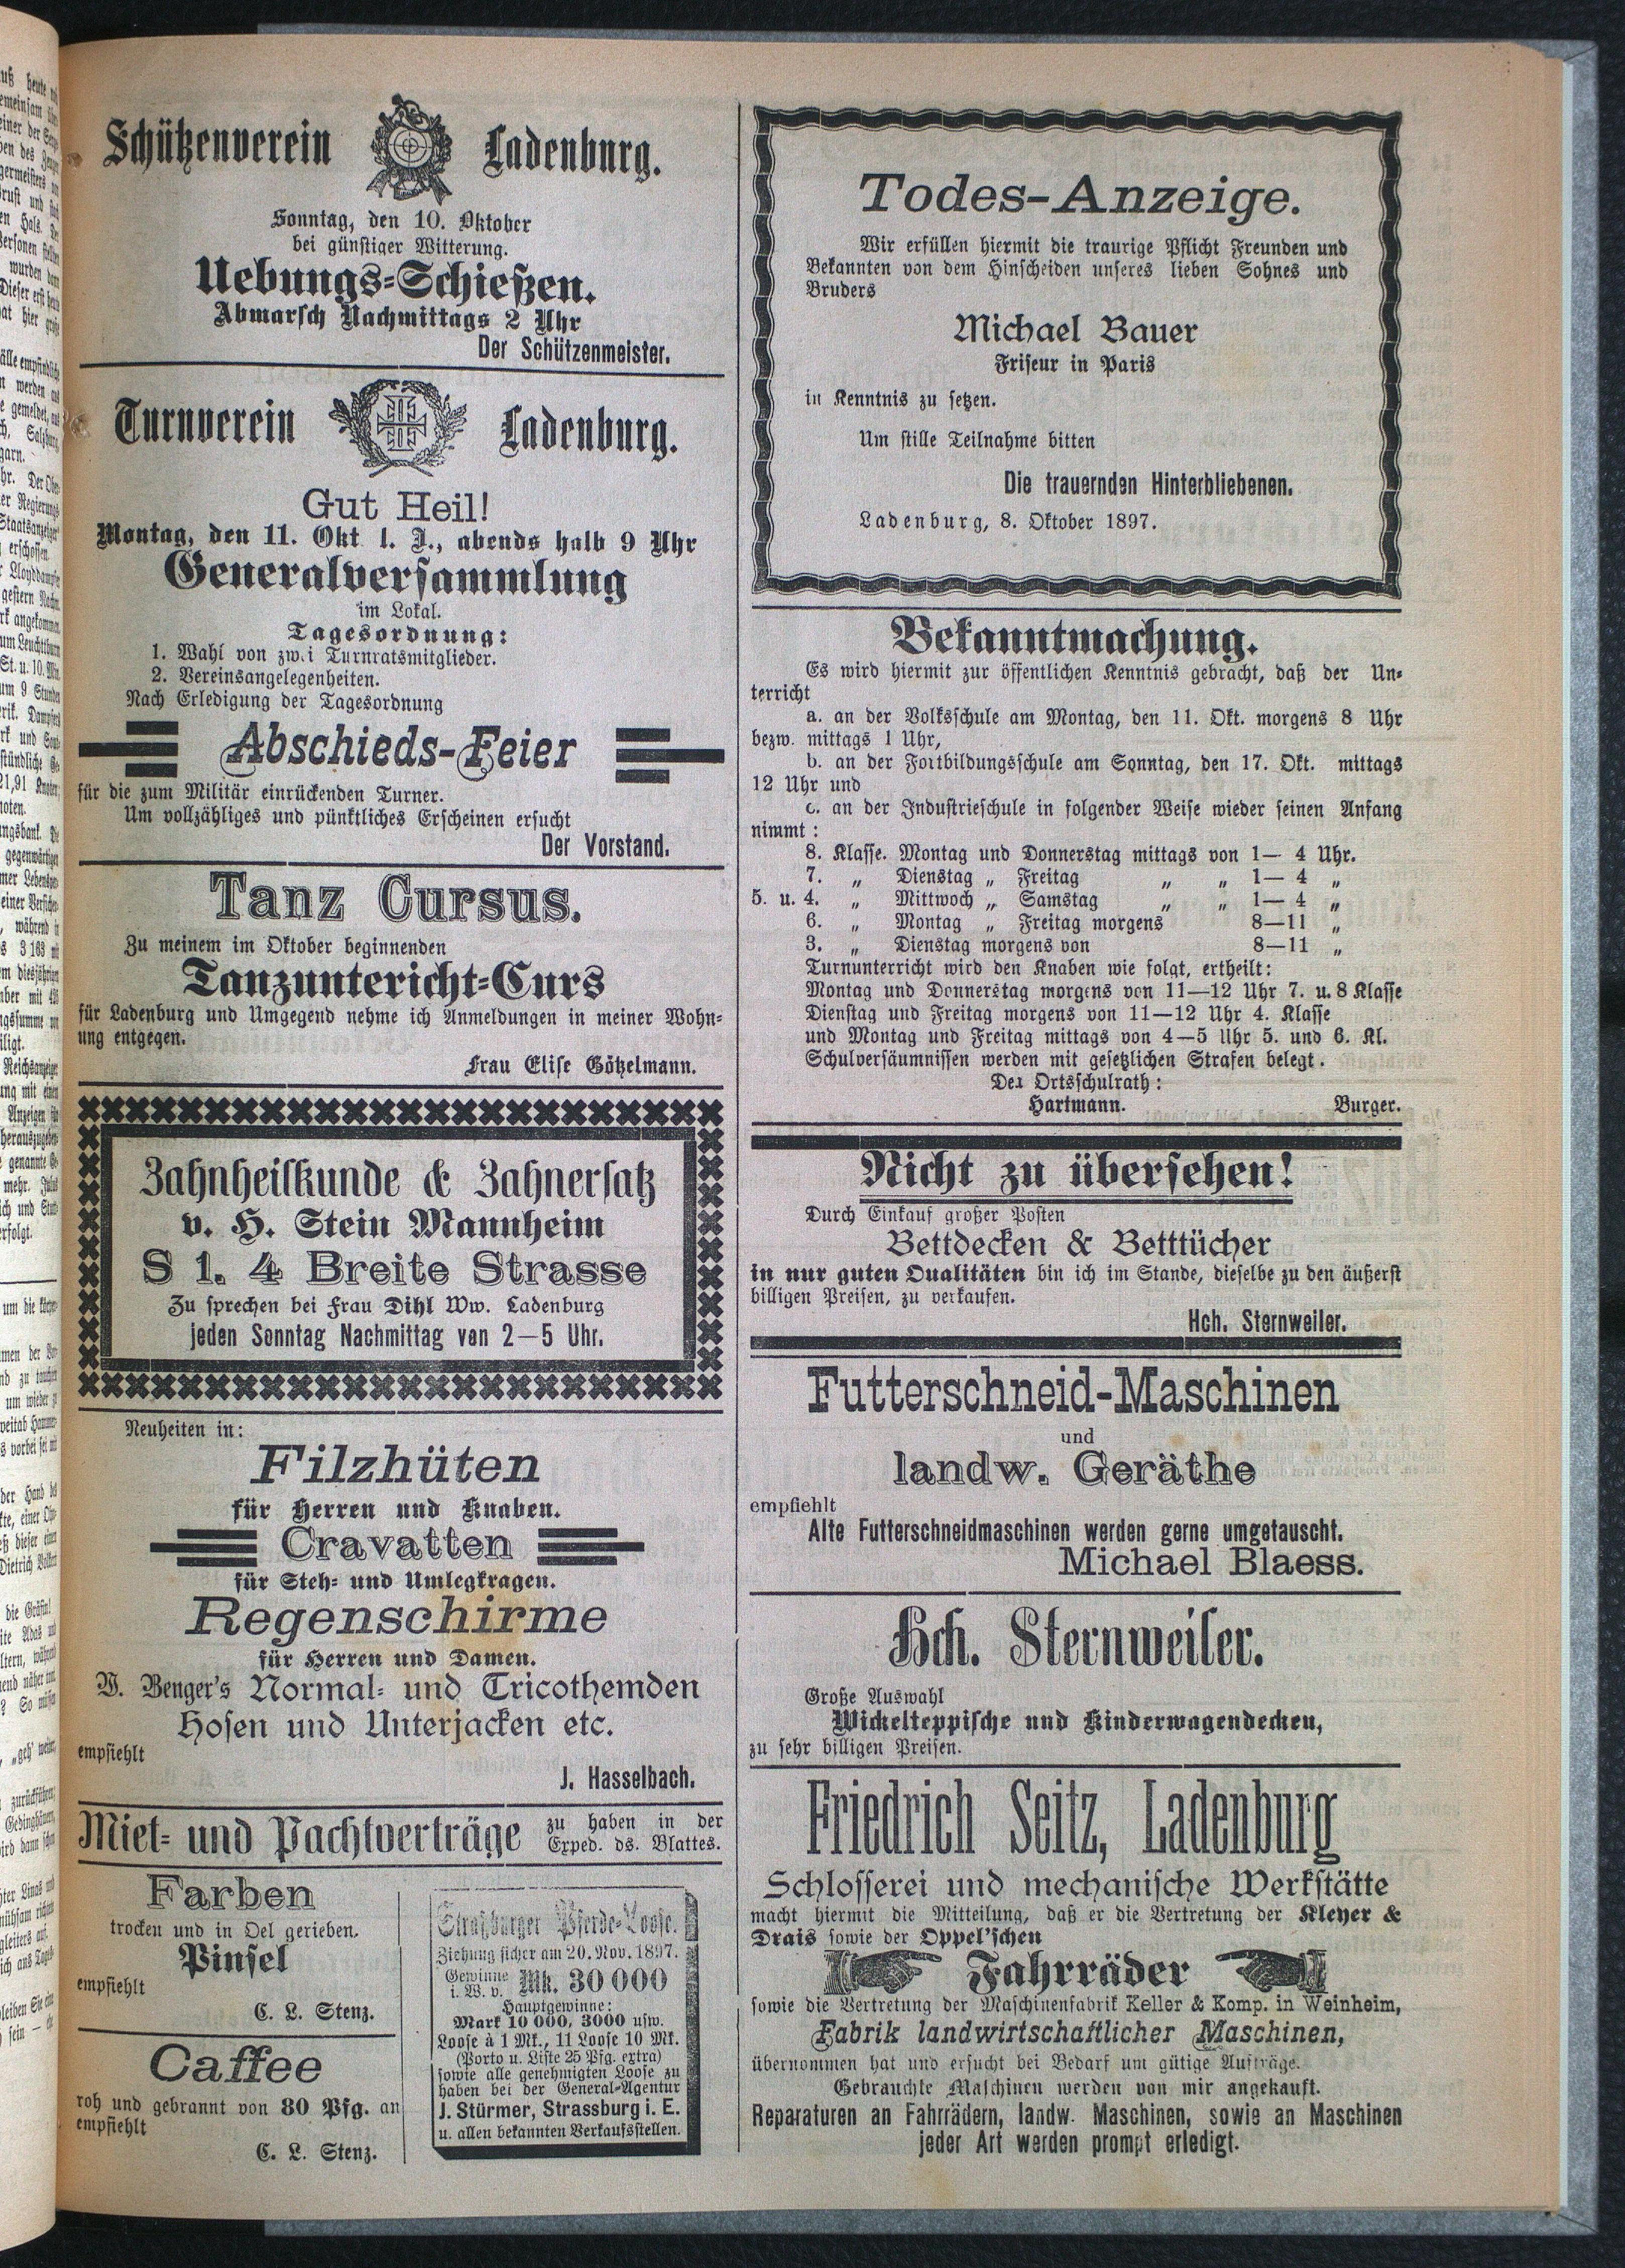 Schützenverein Ladenburg.
Sonntag, den 10. Oktober
bei günstiger Witterung.
Uebungs-Schießen.
Abmarsch Nachmittags 2 Uhr
Der Schützenmeister.
Turnverein Ladenburg.
Gut Heil!
Montag, den 11. Okt l. J., abends halb 9 Uhr
Generalversammlung
im Lokal.
Tagesordnung:
1. Wahl von zwei Turnratsmitglieder.
2. Vereinsangelegenheiten.
Nach Erledigung der Tagesordnung
Abschieds-Feier
für die zum Militär einrückenden Turner.
Um vollzähliges und pünktliches Erscheinen ersucht
Der Vorstand.
Tanz Cursus.
Zu meinem im Oktober beginnenden
Tanzuntericht-Curs
für Ladenburg und Umgegend nehme ich Anmeldungen in meiner Wohn-
ung entgegen.
Frau Elise Götzelmann.
Zahnheilkunde & Zahnersatz
v. H. Stein Mannheim
S 1. 4 Breite Strasse
Zu sprechen bei Frau Dihl Ww. Ladenburg
jeden Sonntag Nachmittag von 2—5 Uhr.
Neuheiten in:
Filzhüten
für Herren und Knaben.
Cravatten
für Steh- und Umlegkragen.
Regenschirme
für Herren und Damen.
W. Benger's Normal- und Tricothemden
Hosen und Unterjacken etc.
empfiehlt
J. Hasselbach.
Miet- und Pachtverträge zu haben in der
Exped. ds. Blattes.
Farben
trocken und in Oel gerieben.
Pinsel
empfiehlt
C. L. Stenz.
Caffee
roh und gebrannt von 80 Pfg. an
empfiehlt
C. L. Stenz.
Straßburger Pferde-Loose.
Ziehung sicher am 20. Nov. 1897.
Gewinne
i. W. v. Mk. 30 000
Hauptgewinne:
Mark 10 000, 3000 usw.
Loose à 1 Mk., 11 Loose 10 Mk.
(Porto u. Liste 25 Pfg. extra)
sowie alle genehmigten Loose zu
haben bei der General-Agentur
J. Stürmer, Strassburg i. E.
u. allen bekannten Verkaufsstellen.
Todes-Anzeige.
Wir erfüllen hiermit die traurige Pflicht Freunden und
Bekannten von dem Hinscheiden unseres lieben Sohnes und
Bruders
Michael Bauer
Friseur in Paris
in Kenntnis zu setzen.
Um stille Teilnahme bitten
Die trauernden Hinterbliebenen.
Ladenburg, 8. Oktober 1897.
Bekanntmachung.
Es wird hiermit zur öffentlichen Kenntnis gebracht, daß der Un-
terricht
a. an der Volksschule am Montag, den 11. Okt. morgens 8 Uhr
bezw. mittags 1 Uhr,
b. an der Fortbildungsschule am Sonntag, den 17. Okt. mittags
12 Uhr und
c. an der Industrieschule in folgender Weise wieder seinen Anfang
nimmt:
8. Klasse. Montag und Donnerstag mittags von 1— 4 Uhr.
7. „ Dienstag „ Freitag „ „ 1— 4 „
5. u. 4. „ Mittwoch „ Samstag „ „ 1— 4 „
6. „ Montag „ Freitag morgens 8—11 „
3. „ Dienstag morgens von 8—11 „
Turnunterricht wird den Knaben wie folgt, ertheilt:
Montag und Donnerstag morgens von 11—12 Uhr 7. u. 8 Klasse
Dienstag und Freitag morgens von 11—12 Uhr 4. Klasse
und Montag und Freitag mittags von 4—5 Uhr 5. und 6. Kl.
Schulversäumnissen werden mit gesetzlichen Strafen belegt.
Der Ortsschulrath:
Hartmann. Burger.
Nicht zu übersehen!
Durch Einkauf großer Posten
Bettdecken & Betttücher
in nur guten Qualitäten bin ich im Stande, dieselbe zu den äußerst
billigen Preisen, zu verkaufen.
Hch. Sternweiler.
Futterschneid-Maschinen
und
landw. Geräthe
empfiehlt
Alte Futterschneidmaschinen werden gerne umgetauscht.
Michael Blaess.
Hch. Sternweiler.
Große Auswahl
Wickelteppische und Kinderwagendecken,
zu sehr billigen Preisen.
Friedrich Seitz, Ladenburg
Schlosserei und mechanische Werkstätte
macht hiermit die Mitteilung, daß er die Vertretung der Kleyer &
Drais sowie der Oppel'schen
Fahrräder
sowie die Vertretung der Maschinenfabrik Keller & Komp. in Weinheim,
Fabrik landwirtschaftlicher Maschinen,
übernommen hat und ersucht bei Bedarf um gütige Aufträge.
Gebrauchte Maschinen werden von mir angekauft.
Reparaturen an Fahrrädern, landw. Maschinen, sowie an Maschinen
jeder Art werden prompt erledigt.